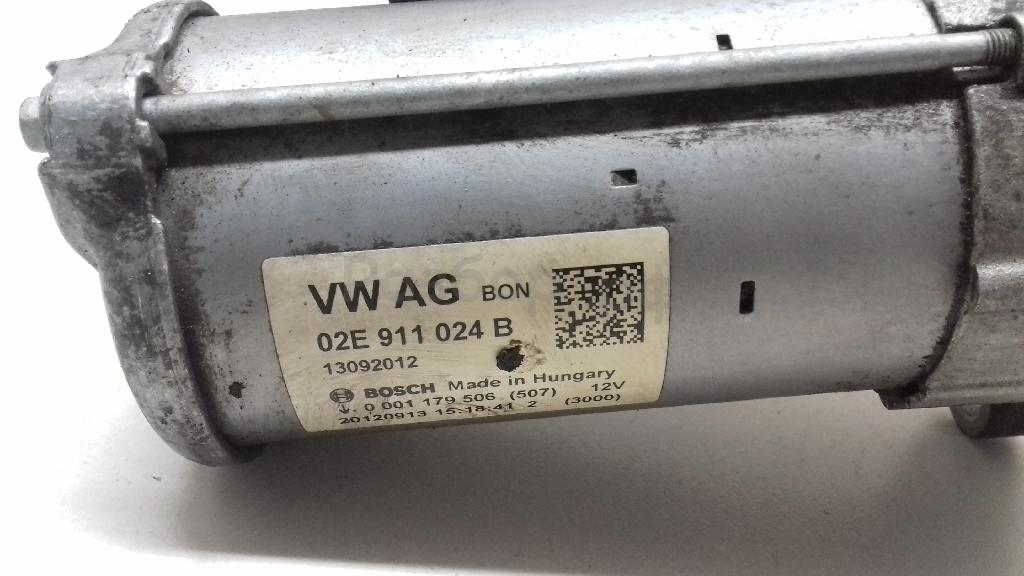 VW AG BON
02E 911 024 B
13092012
BOSCH Made in Hungary
0 001 179 506 (507) 12V
20120913 15:18:41 2 (3000)